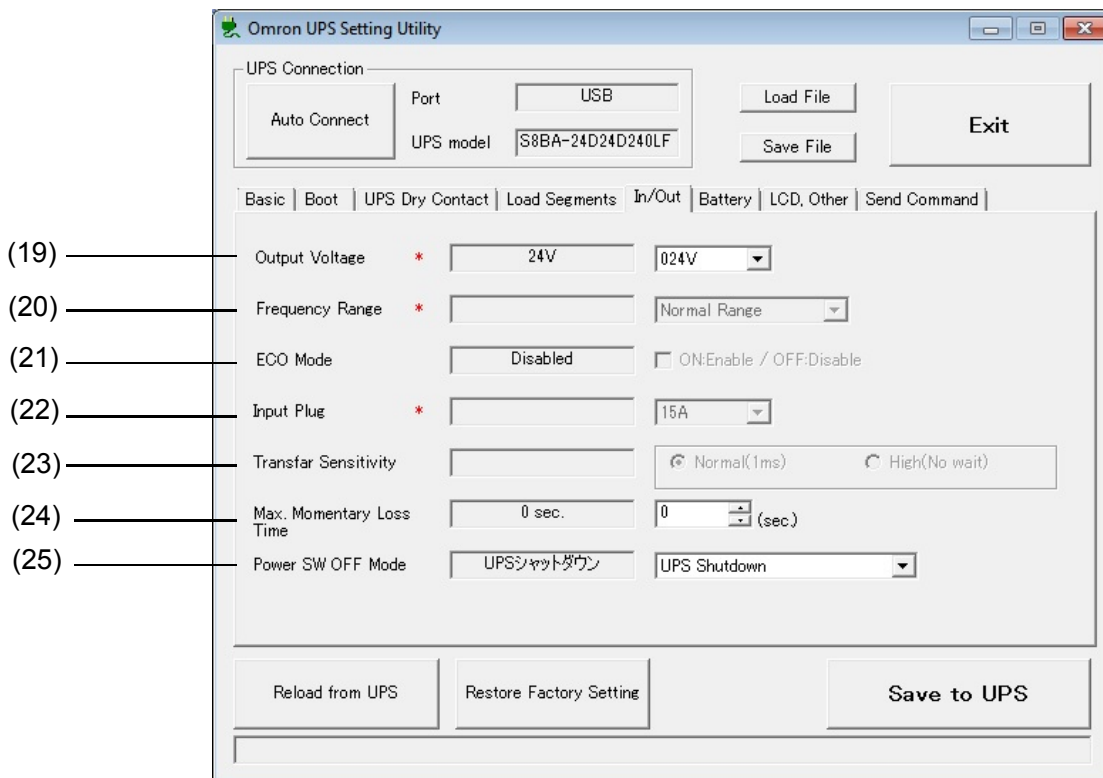 Omron UPS Setting Utility
UPS Connection
Auto Connect
Port
USB
UPS model
S8BA-24D24D240LF
Load File
Save File
Exit
Basic
Boot
UPS Dry Contact
Load Segments
In/Out
Battery
LCD, Other
Send Command
(19)
Output Voltage *
24V
024V
(20)
Frequency Range *
Normal Range
(21)
ECO Mode
Disabled
ON:Enable / OFF:Disable
(22)
Input Plug *
15A
(23)
Transfar Sensitivity
Normal(1ms)
High(No wait)
(24)
Max. Momentary Loss
Time
0 sec.
0
(sec.)
(25)
Power SW OFF Mode
UPSシャットダウン
UPS Shutdown
Reload from UPS
Restore Factory Setting
Save to UPS